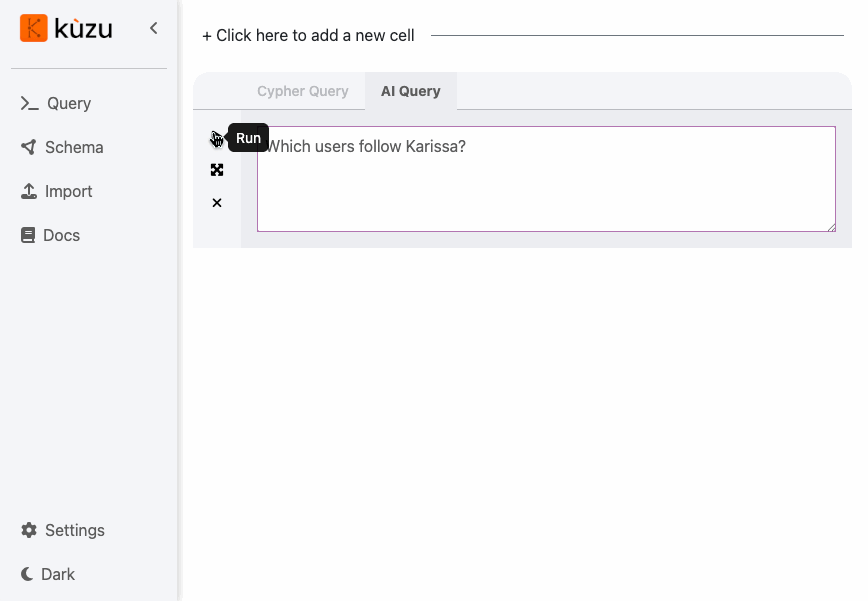 kùzu
Query
Schema
Import
Docs
Settings
Dark
+ Click here to add a new cell
Cypher Query
AI Query
Run
Which users follow Karissa?